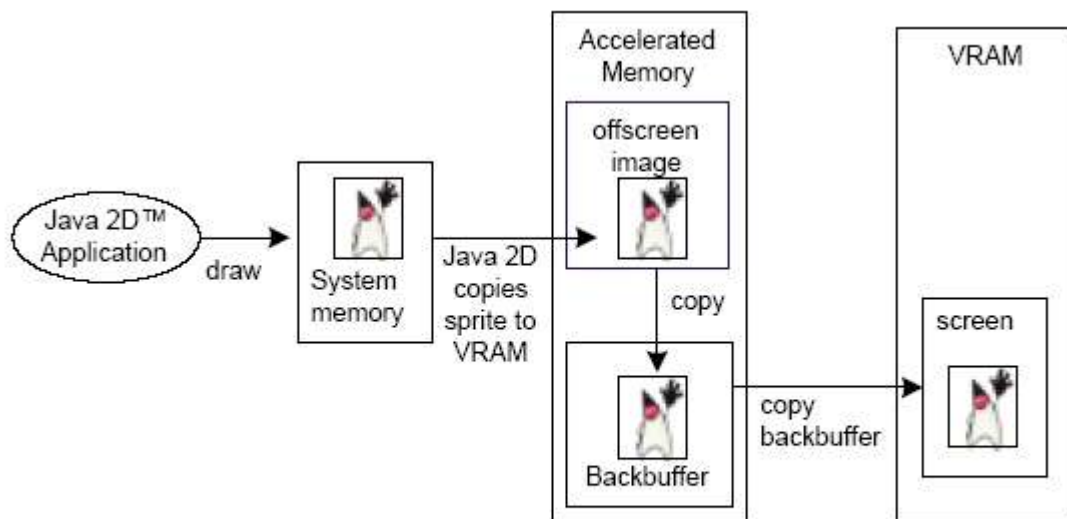 Java 2D™
Application
draw
System
memory
Java 2D
copies
sprite to
VRAM
Accelerated
Memory
offscreen
image
copy
Backbuffer
copy
backbuffer
VRAM
screen